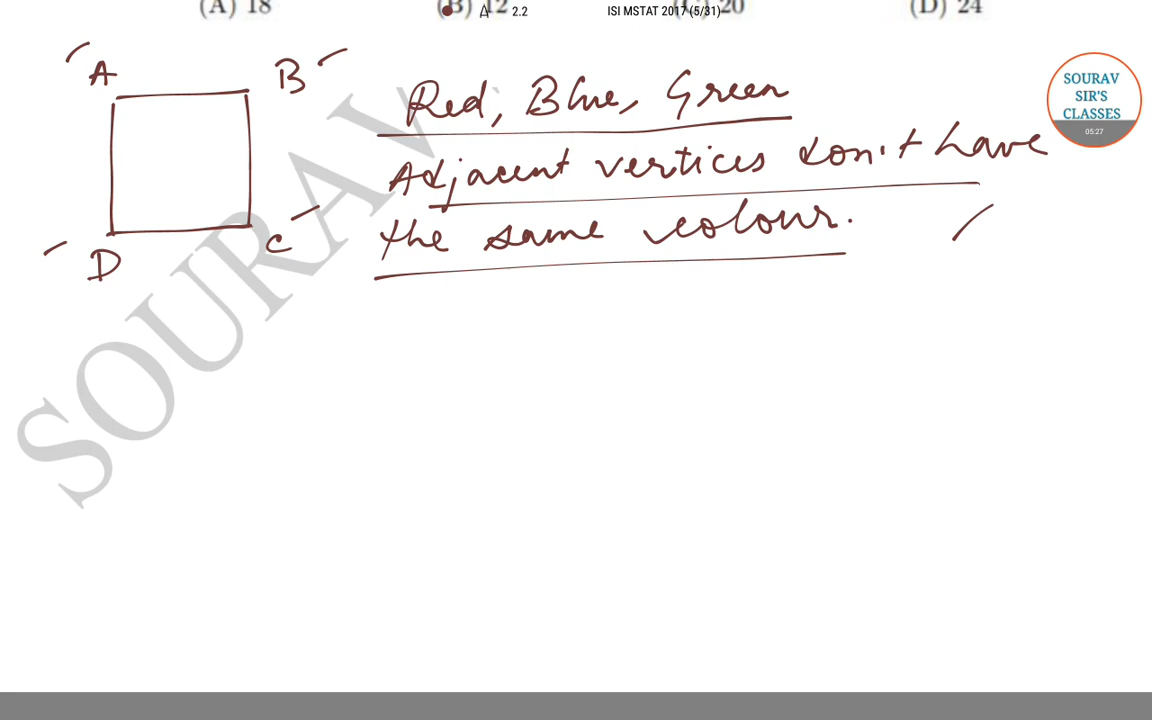 (A) 18 (B) 12 (C) 20 (D) 24
Δ 2.2 ISI MSTAT 2017 (5/31)
A B
D C
Red, Blue, Green
Adjacent vertices don't have
the same colour.
SOURAV
SIR'S
CLASSES
05:27
SOURAV